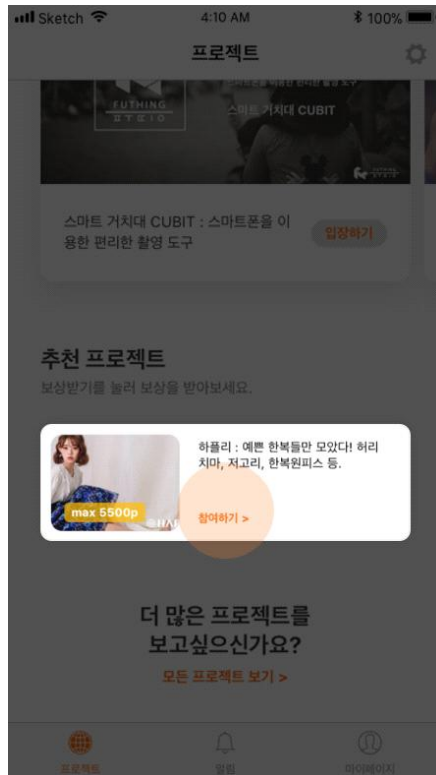 Sketch
4:10 AM
100%
프로젝트
FUTHING
스마트 거치대 CUBIT
스마트 거치대 CUBIT : 스마트폰을 이
용한 편리한 촬영 도구
입장하기
추천 프로젝트
보상받기를 눌러 보상을 받아보세요.
하플리 : 예쁜 한복들만 모았다! 허리
치마, 저고리, 한복원피스 등.
max 5500p
참여하기 >
더 많은 프로젝트를
보고싶으신가요?
모든 프로젝트 보기 >
프로젝트
알림
마이페이지